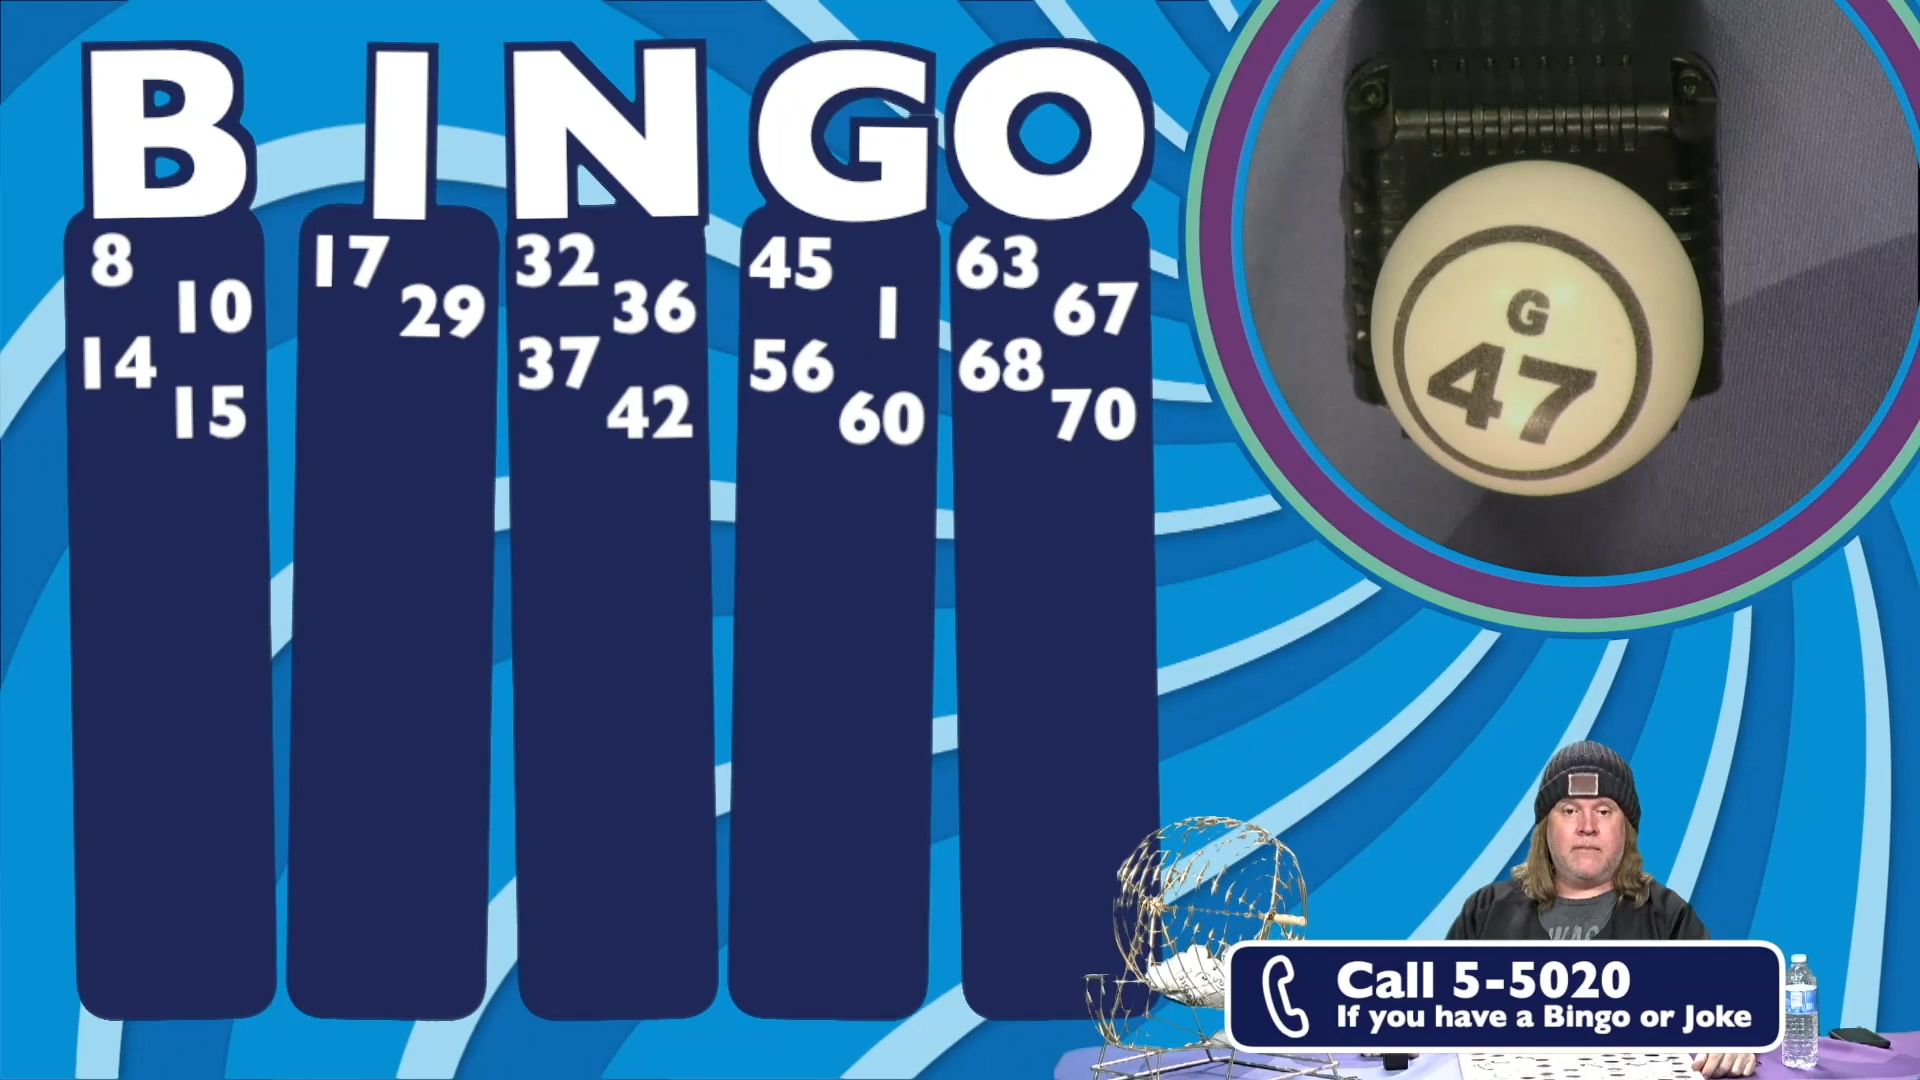 BINGO
8 17 32 45 63
10 29 36 1 67
14 37 56 68
15 42 60 70
G
47
Call 5-5020
If you have a Bingo or Joke